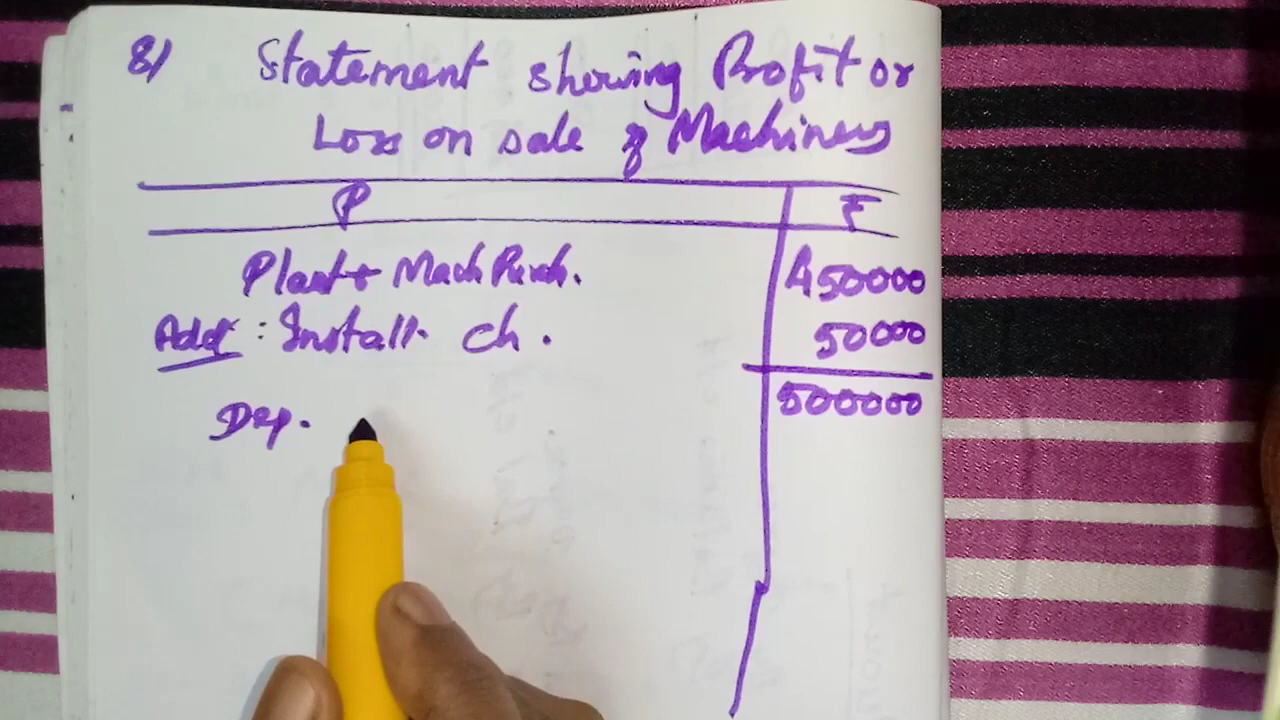 8) Statement showing Profit or
Loss on sale of Machinery
P ₹
Plant + Mach Purch. 450000
Add : Install. ch. 50000
500000
Dep.